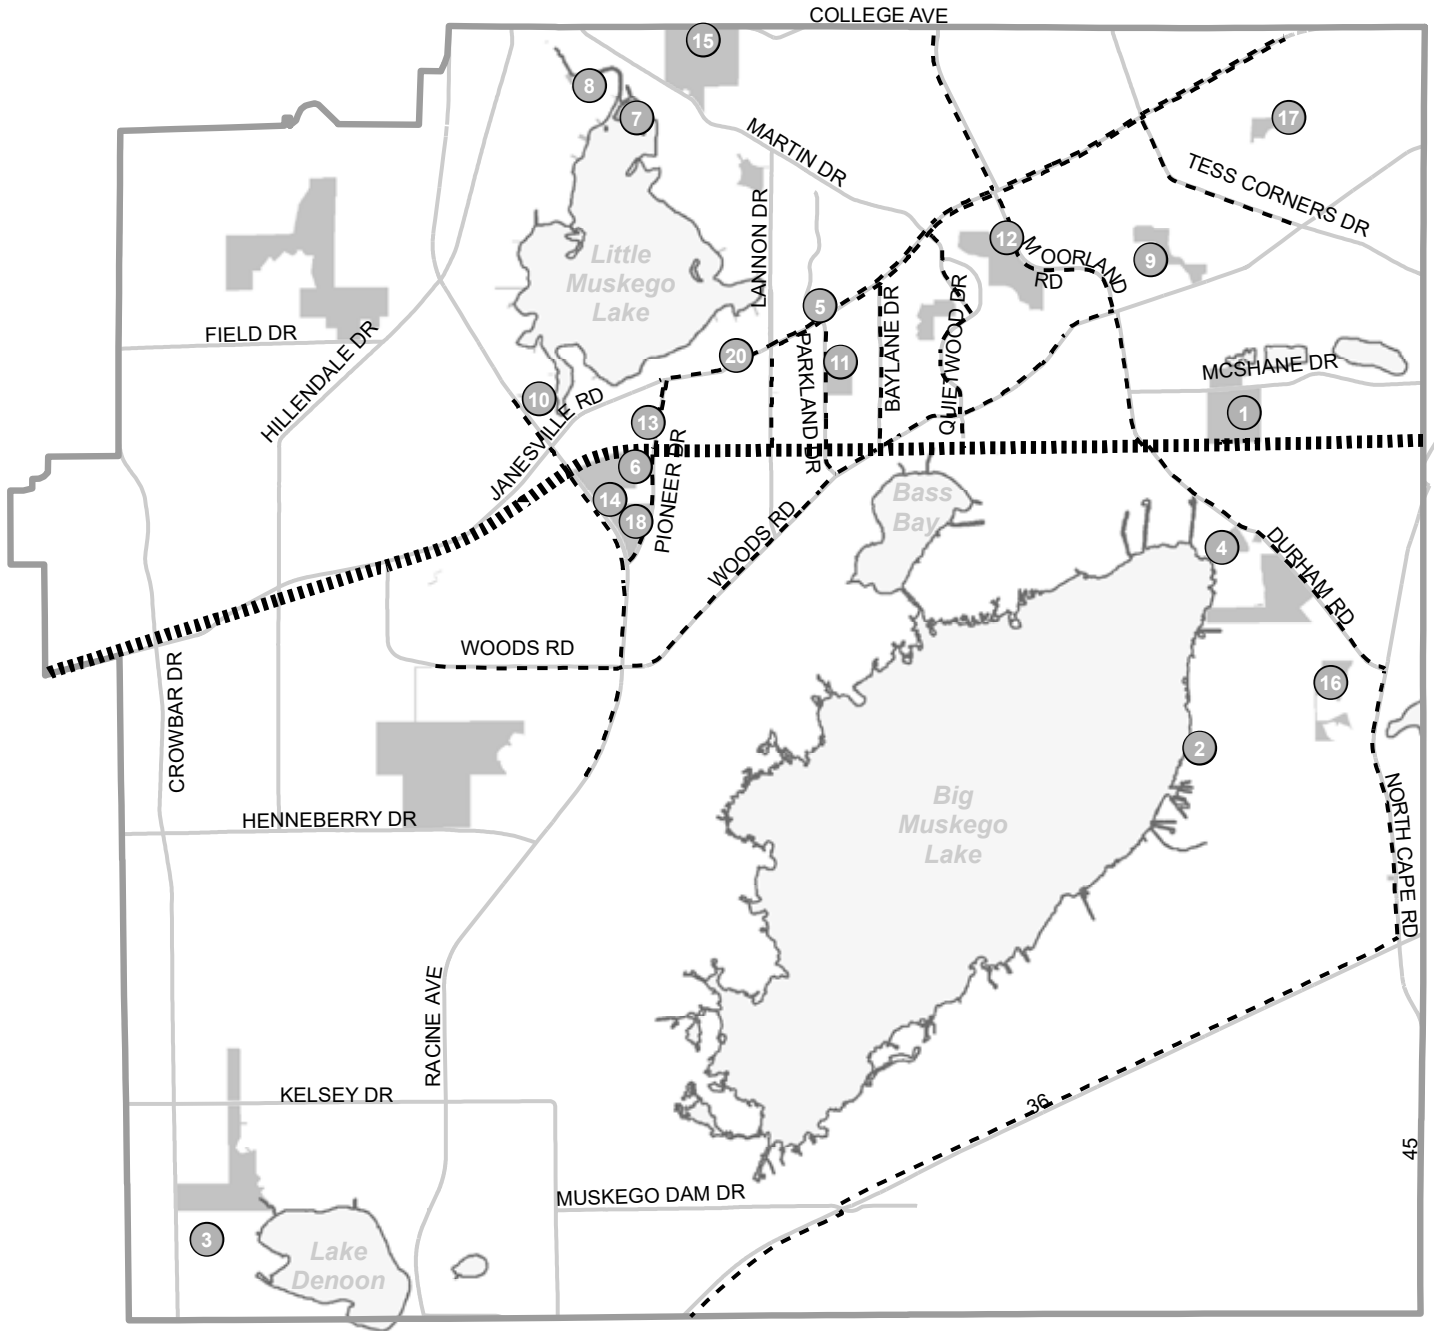 COLLEGE AVE
15
8
7
17
MARTIN DR
TESS CORNERS DR
LANNON DR
12
MOORLAND
RD
9
Little
Muskego
Lake
5
BAYLANE DR
QUIETWOOD DR
FIELD DR
HILLENDALE DR
20
PARKLAND DR
11
MCSHANE DR
10
JANESVILLE RD
13
1
6
PIONEER DR
14
18
Bass
Bay
WOODS RD
4
DURHAM RD
WOODS RD
CROWBAR DR
16
2
Big
Muskego
Lake
HENNEBERRY DR
NORTH CAPE RD
RACINE AVE
KELSEY DR
36
45
MUSKEGO DAM DR
3
Lake
Denoon